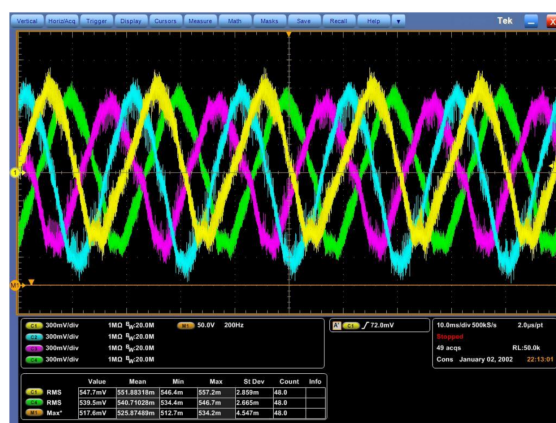 Vertical Horiz/Acq Trigger Display Cursors Measure Math Masks Save Recall Help Tek
1
M1
C1 300mV/div 1MΩ BW:20.0M M1 50.0V 200Hz
C2 300mV/div 1MΩ BW:20.0M
C3 300mV/div 1MΩ BW:20.0M
C4 300mV/div 1MΩ BW:20.0M
A' C1 72.0mV
10.0ms/div 500kS/s 2.0µs/pt
Stopped
49 acqs RL:50.0k
Cons January 02, 2002 22:13:01
Value Mean Min Max St Dev Count Info
C1 RMS 547.7mV 551.88318m 546.4m 557.2m 2.859m 48.0
C4 RMS 539.5mV 540.71028m 534.4m 546.7m 2.665m 48.0
M1 Max* 517.6mV 525.87489m 512.7m 534.2m 4.547m 48.0